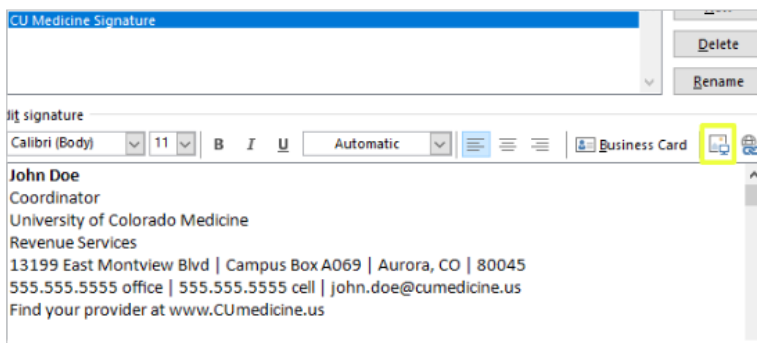 CU Medicine Signature
Delete
Rename
dit signature
Calibri (Body) 11 B I U Automatic Business Card
John Doe
Coordinator
University of Colorado Medicine
Revenue Services
13199 East Montview Blvd | Campus Box A069 | Aurora, CO | 80045
555.555.5555 office | 555.555.5555 cell | john.doe@cumedicine.us
Find your provider at www.CUmedicine.us